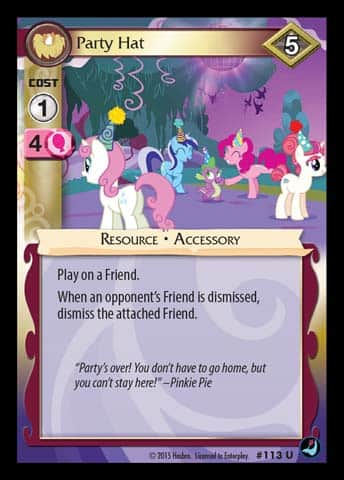 Party Hat
5
COST
1
4
RESOURCE • ACCESSORY
Play on a Friend.
When an opponent's Friend is dismissed,
dismiss the attached Friend.
"Party's over! You don't have to go home, but
you can't stay here!" –Pinkie Pie
© 2015 Hasbro. Licensed to Enterplay. #113 U